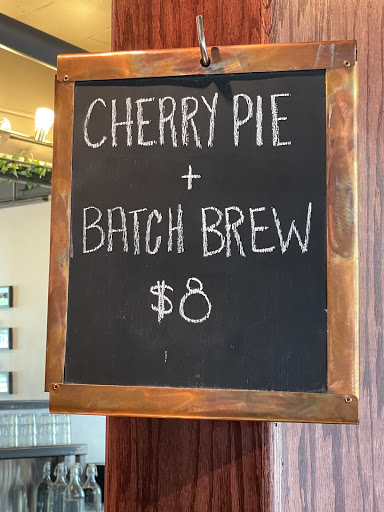 CHERRY PIE
+
BATCH BREW
$8